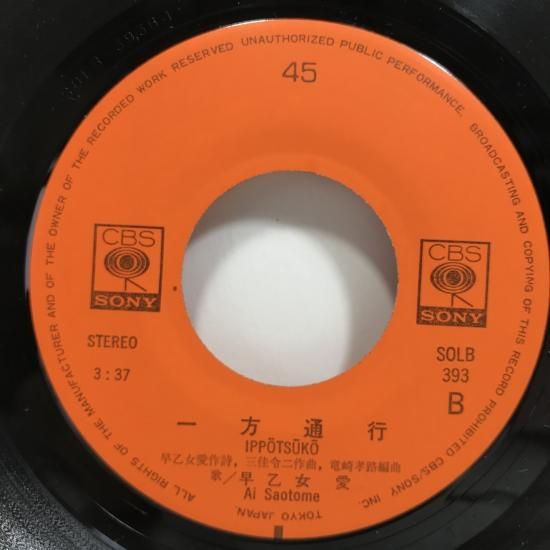 ALL RIGHTS OF THE MANUFACTURER AND OF THE OWNER OF THE RECORDED WORK RESERVED UNAUTHORIZED PUBLIC PERFORMANCE, BROADCASTING AND COPYING OF THIS RECORD PROHIBITED CBS/SONY INC. TOKYO JAPAN.
45
CBS
SONY
CBS
SONY
STEREO
3:37
SOLB
393
B
一方通行
IPPŌTSŪKŌ
早乙女愛作詩, 三佳令二作曲, 竜崎孝路編曲
歌/早乙女 愛
Ai Saotome